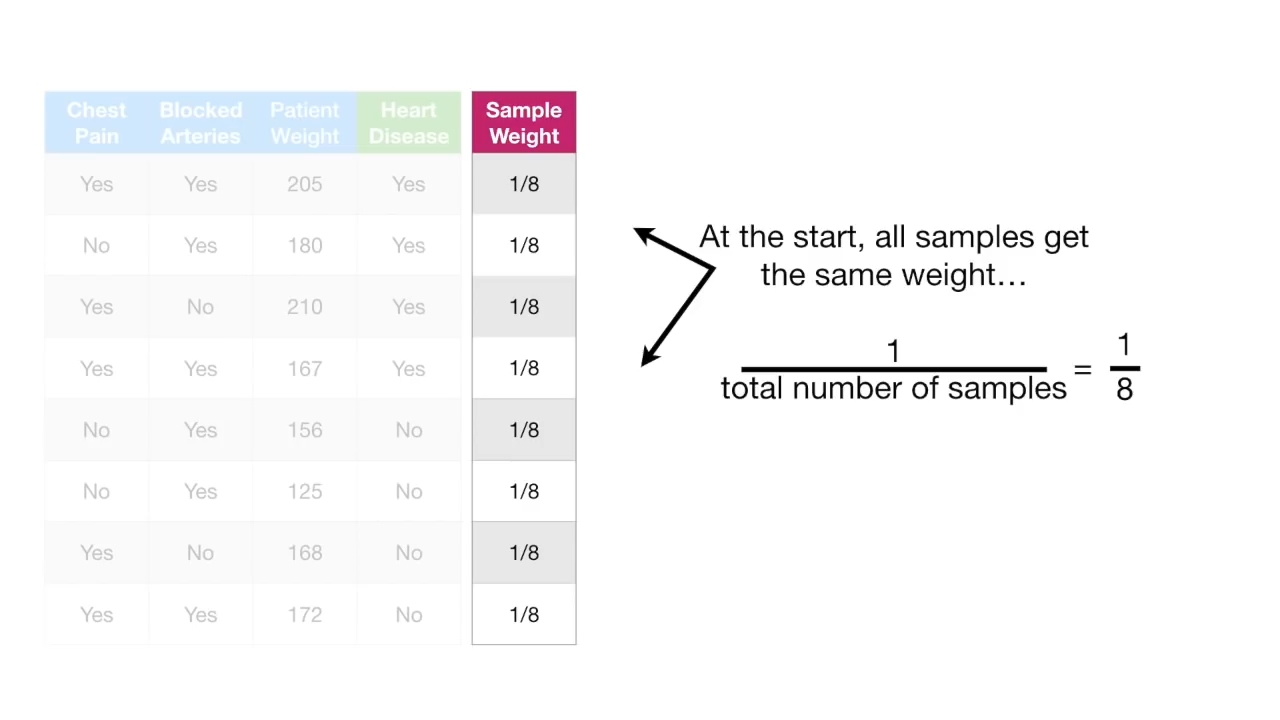 Chest Pain Blocked Arteries Patient Weight Heart Disease Sample Weight
Yes Yes 205 Yes 1/8
No Yes 180 Yes 1/8
Yes No 210 Yes 1/8
Yes Yes 167 Yes 1/8
No Yes 156 No 1/8
No Yes 125 No 1/8
Yes No 168 No 1/8
Yes Yes 172 No 1/8
At the start, all samples get
the same weight…
1
total number of samples
=
1
8